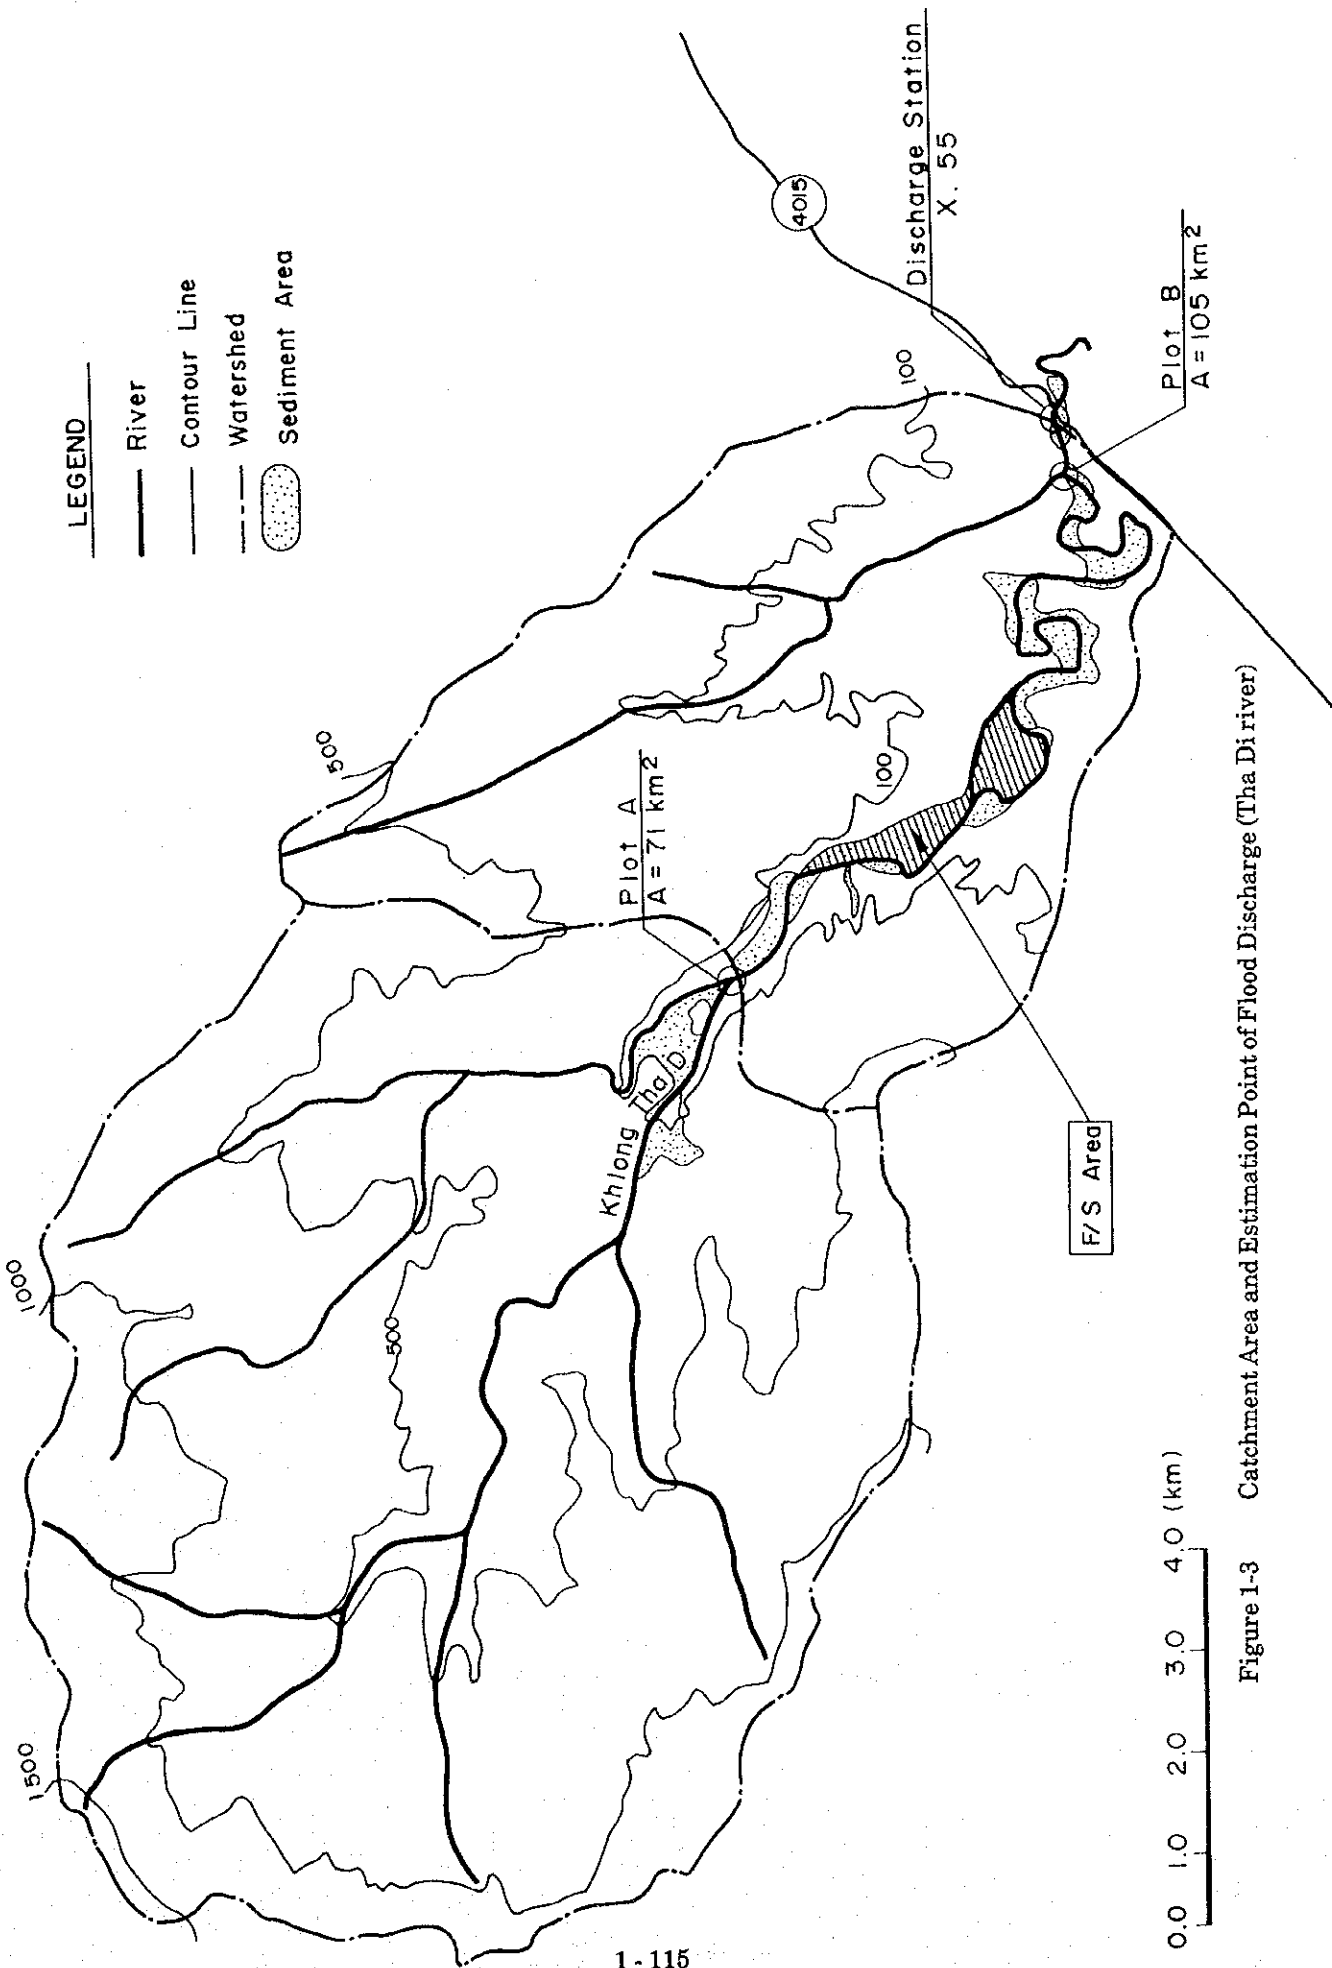 LEGEND
River
Contour Line
Watershed
Sediment Area
1500
1000
500
500
100
100
4015
Discharge Station
X. 55
Plot A
A = 71 km²
Plot B
A = 105 km²
Khlong Tha Di
F/S Area
0.0 1.0 2.0 3.0 4.0 (km)
Figure 1-3 Catchment Area and Estimation Point of Flood Discharge (Tha Di river)
1 - 115